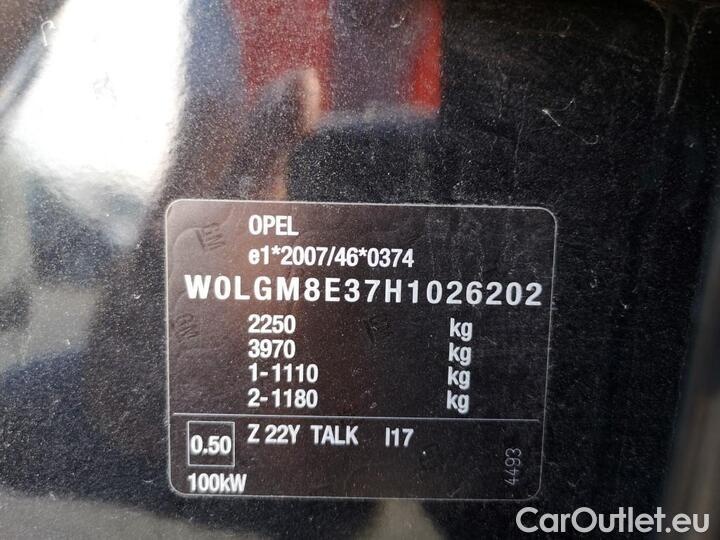 OPEL
e1*2007/46*0374
W0LGM8E37H1026202
2250 kg
3970 kg
1-1110 kg
2-1180 kg
0.50 Z 22Y TALK I17
100kW
4493
CarOutlet.eu